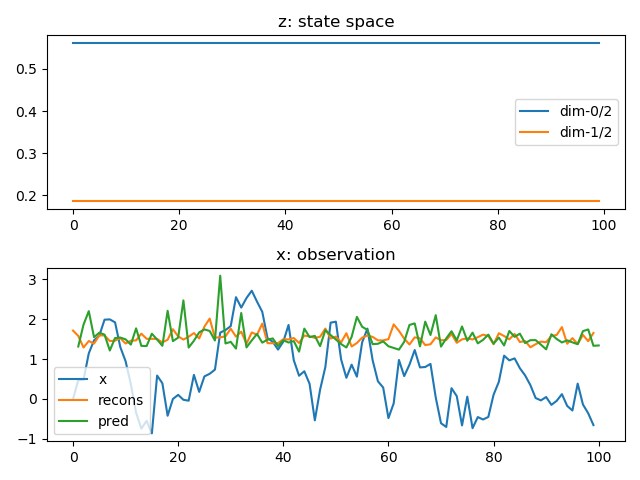 z: state space
0.5
0.4
0.3
0.2
dim-0/2
dim-1/2
0 20 40 60 80 100
x: observation
3
2
1
0
−1
x
recons
pred
0 20 40 60 80 100